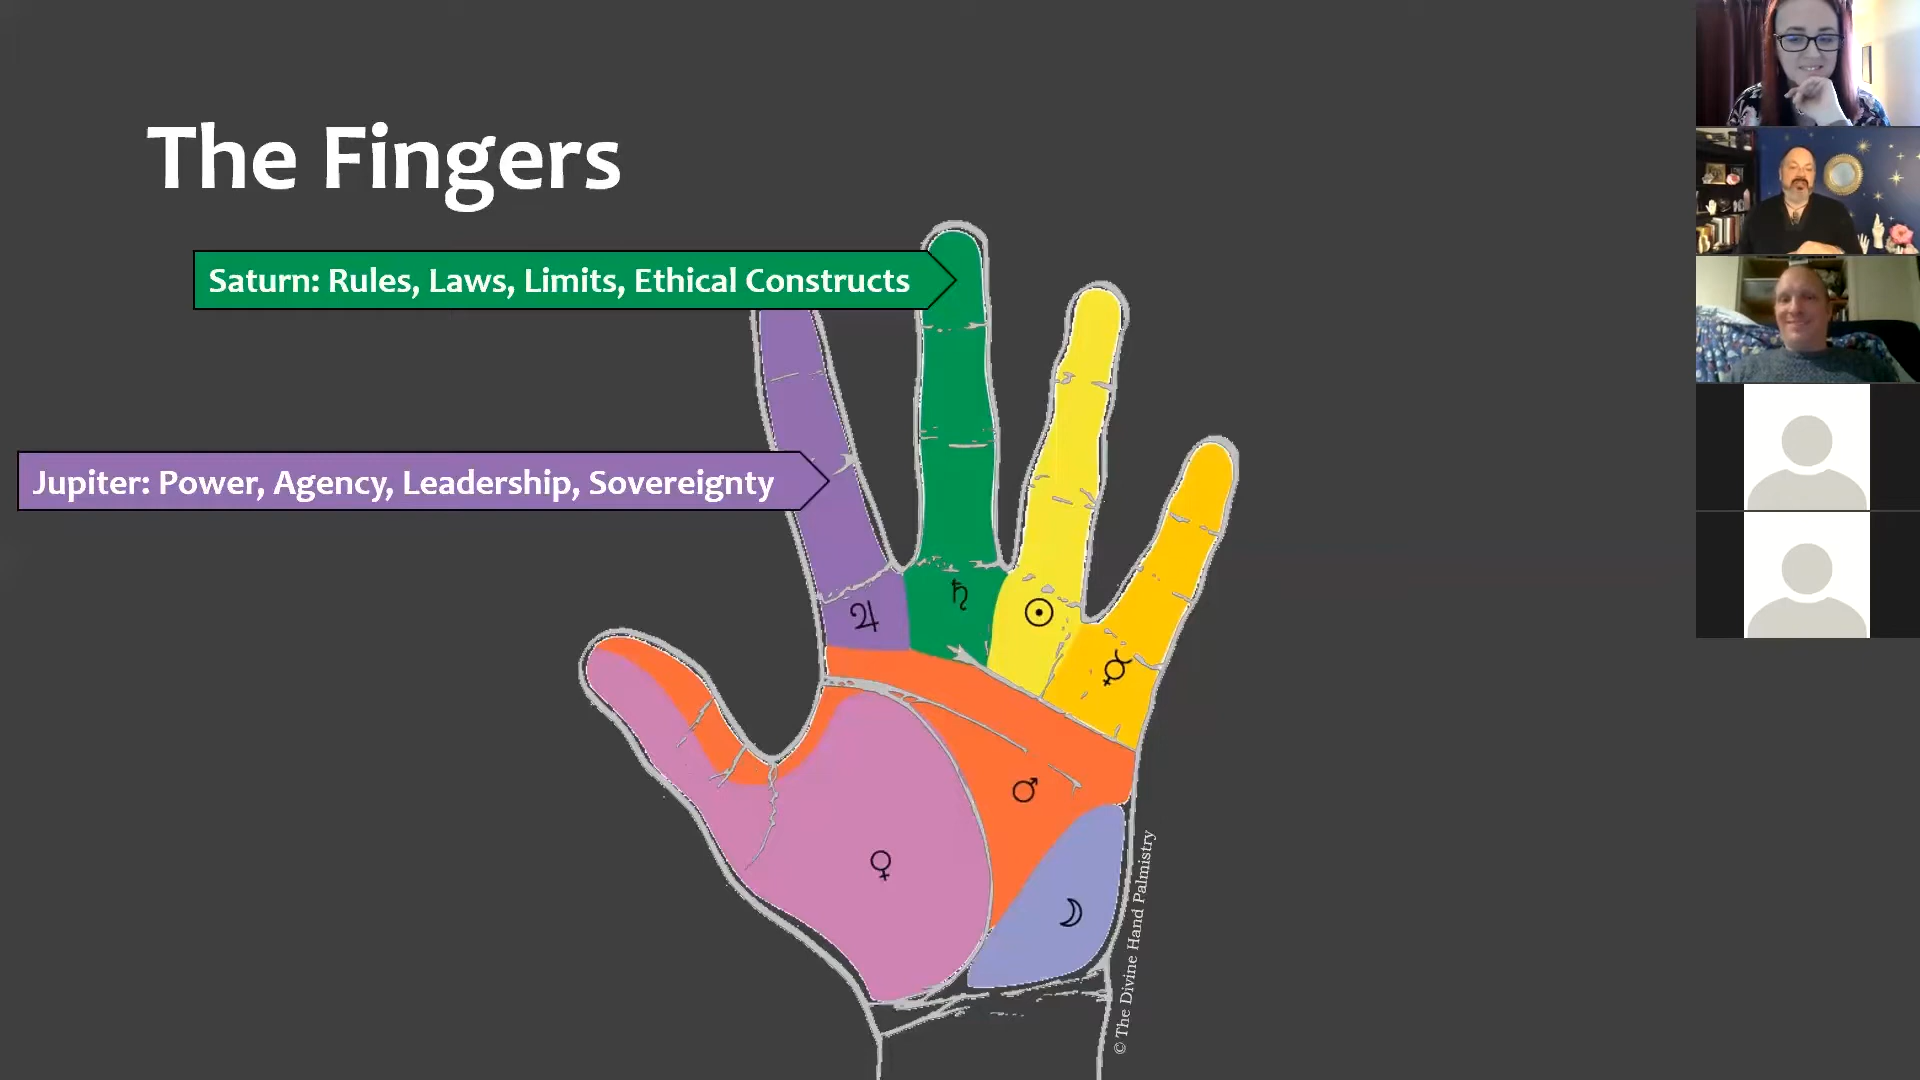 The Fingers
Saturn: Rules, Laws, Limits, Ethical Constructs
Jupiter: Power, Agency, Leadership, Sovereignty
♃
♄
☉
☿
♂
♀
☽
© The Divine Hand Palmistry